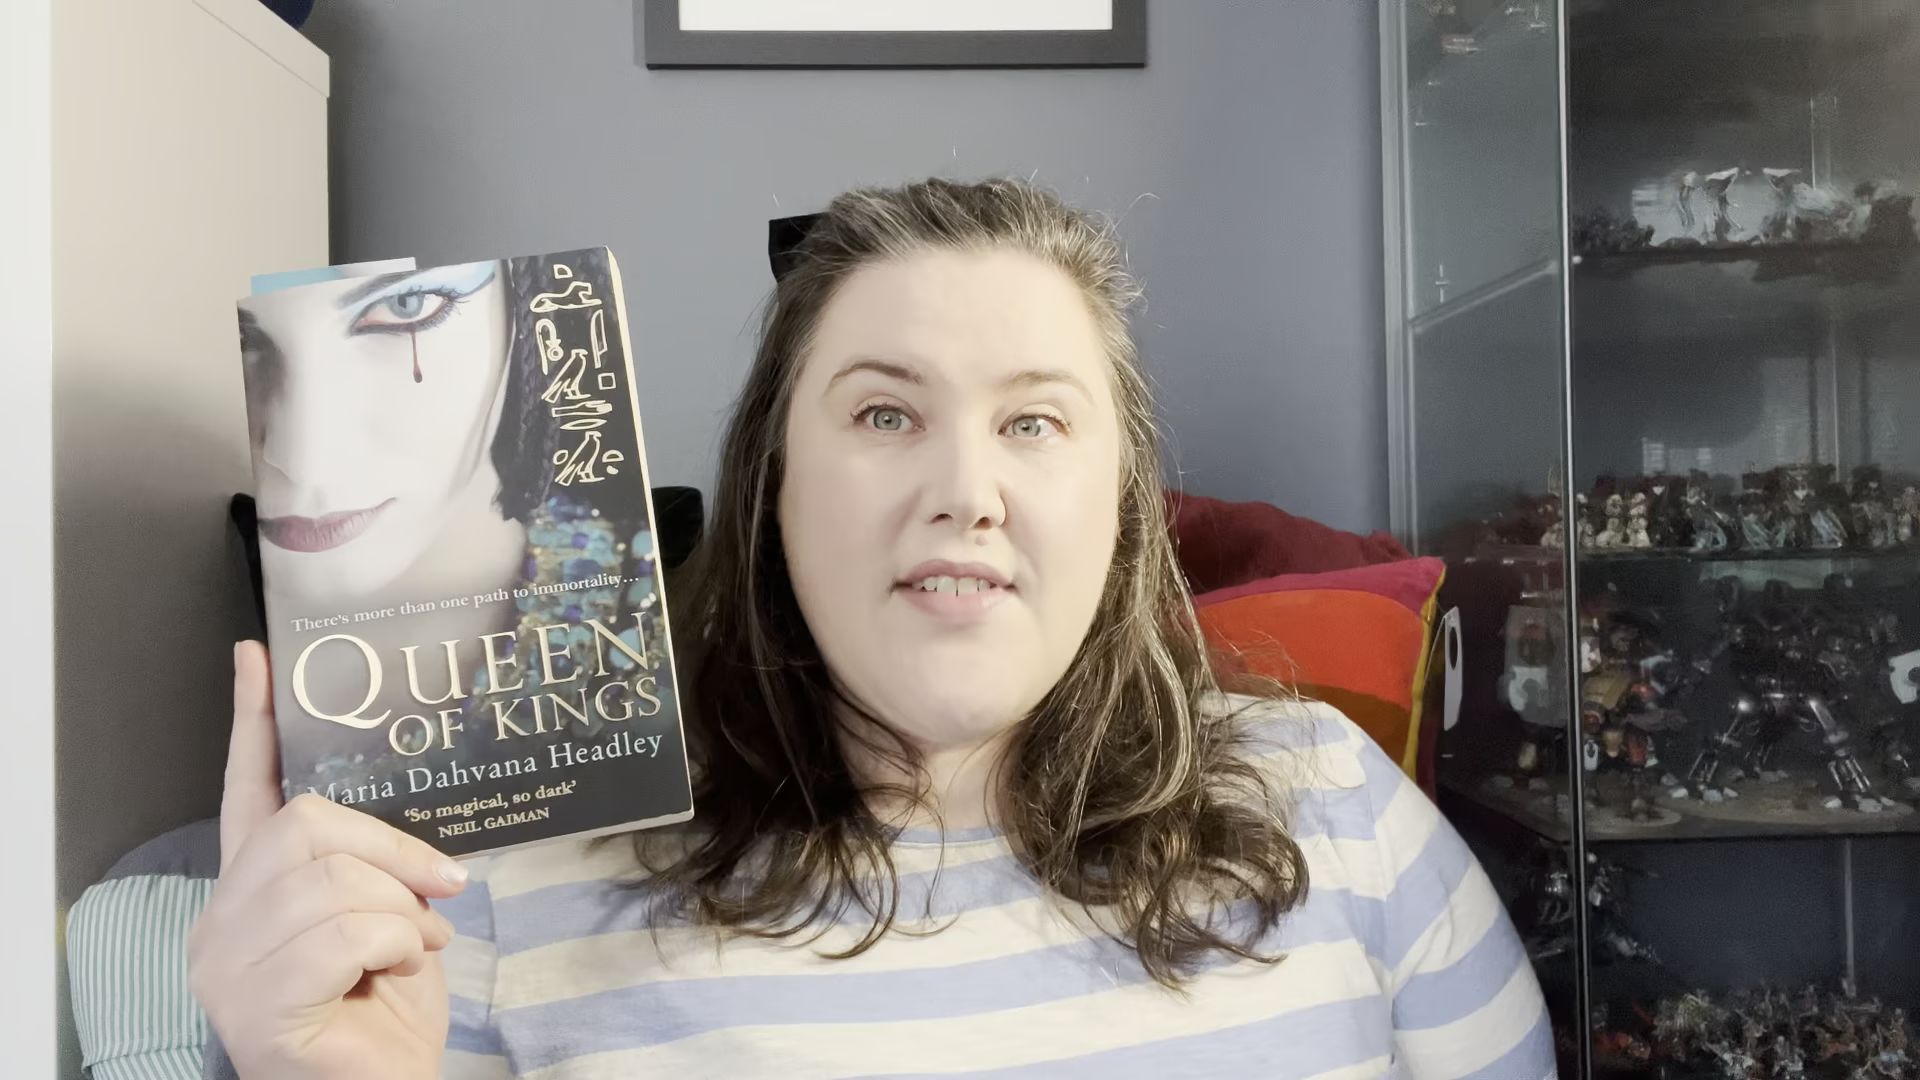 There's more than one path to immortality...
QUEEN
OF KINGS
Maria Dahvana Headley
'So magical, so dark'
NEIL GAIMAN